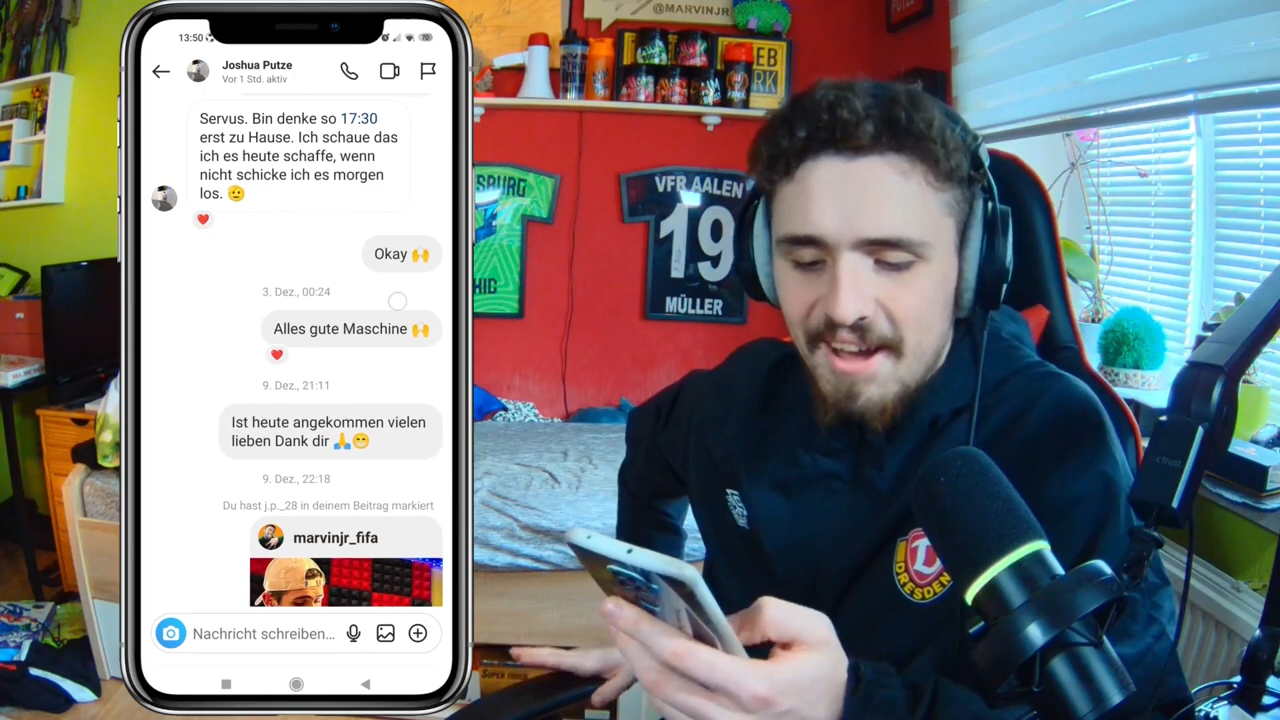 13:50
70
Joshua Putze
Vor 1 Std. aktiv
Servus. Bin denke so 17:30
erst zu Hause. Ich schaue das
ich es heute schaffe, wenn
nicht schicke ich es morgen
los. 🫡
Okay 🙌
3. Dez., 00:24
Alles gute Maschine 🙌
9. Dez., 21:11
Ist heute angekommen vielen
lieben Dank dir 🙏😁
9. Dez., 22:18
Du hast j.p._28 in deinem Beitrag markiert
marvinjr_fifa
Nachricht schreiben...
@MARVINJR
SBURG
VFR AALEN
19
MÜLLER
DRESDEN
trust